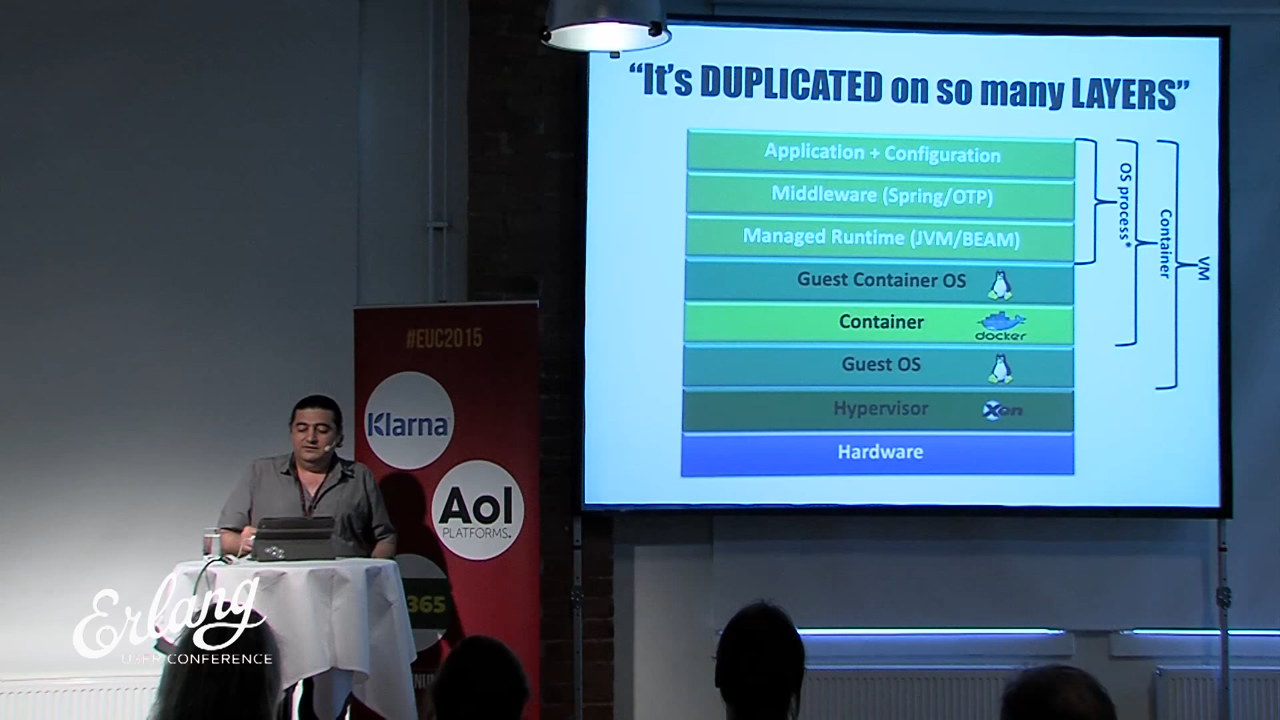 “It’s DUPLICATED on so many LAYERS”
Application + Configuration
Middleware (Spring/OTP)
Managed Runtime (JVM/BEAM)
Guest Container OS
Container
docker
Guest OS
Hypervisor
Xen
Hardware
OS process*
Container
VM
#EUC2015
Klarna
Aol
PLATFORMS.
365
Erlang
USER CONFERENCE